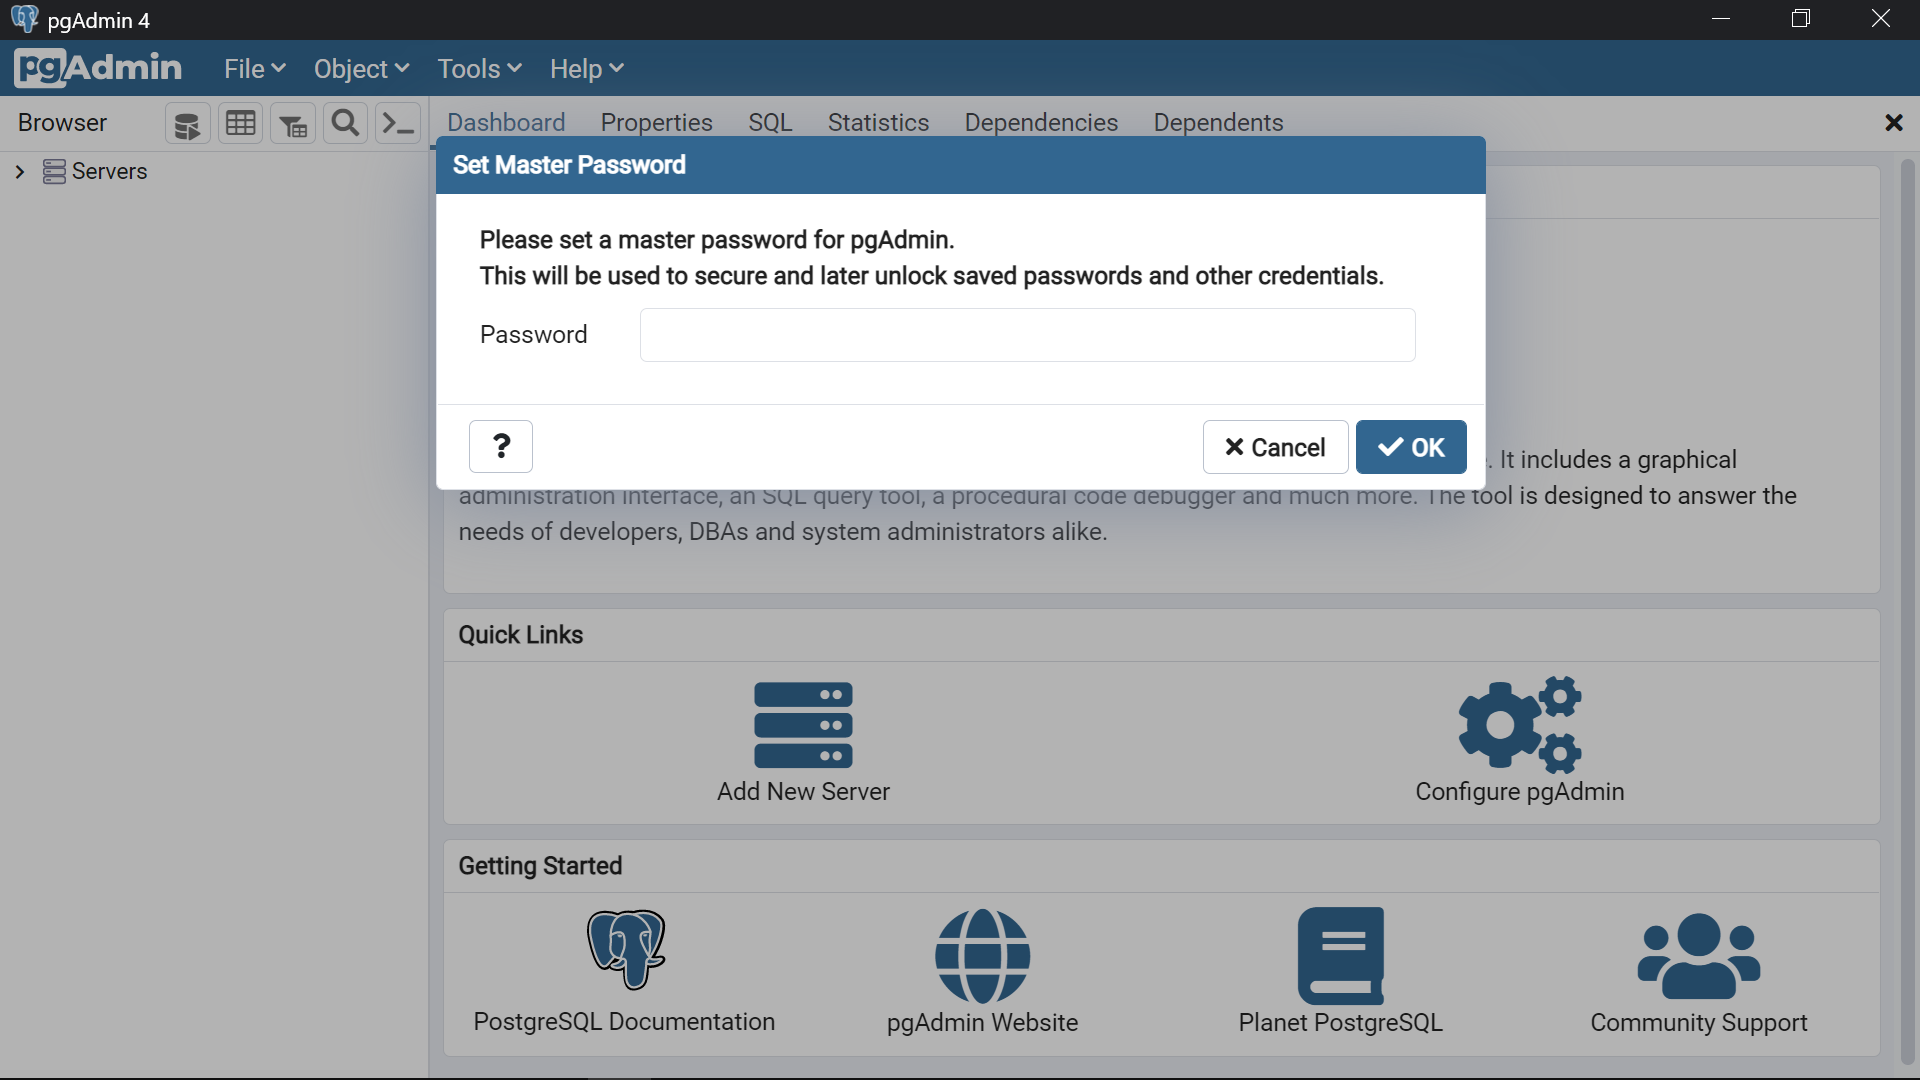 pgAdmin 4
pgAdmin File Object Tools Help
Browser
Dashboard Properties SQL Statistics Dependencies Dependents
Servers
Set Master Password
Please set a master password for pgAdmin.
This will be used to secure and later unlock saved passwords and other credentials.
Password
?
Cancel OK
. It includes a graphical
administration interface, an SQL query tool, a procedural code debugger and much more. The tool is designed to answer the
needs of developers, DBAs and system administrators alike.
Quick Links
Add New Server
Configure pgAdmin
Getting Started
PostgreSQL Documentation
pgAdmin Website
Planet PostgreSQL
Community Support